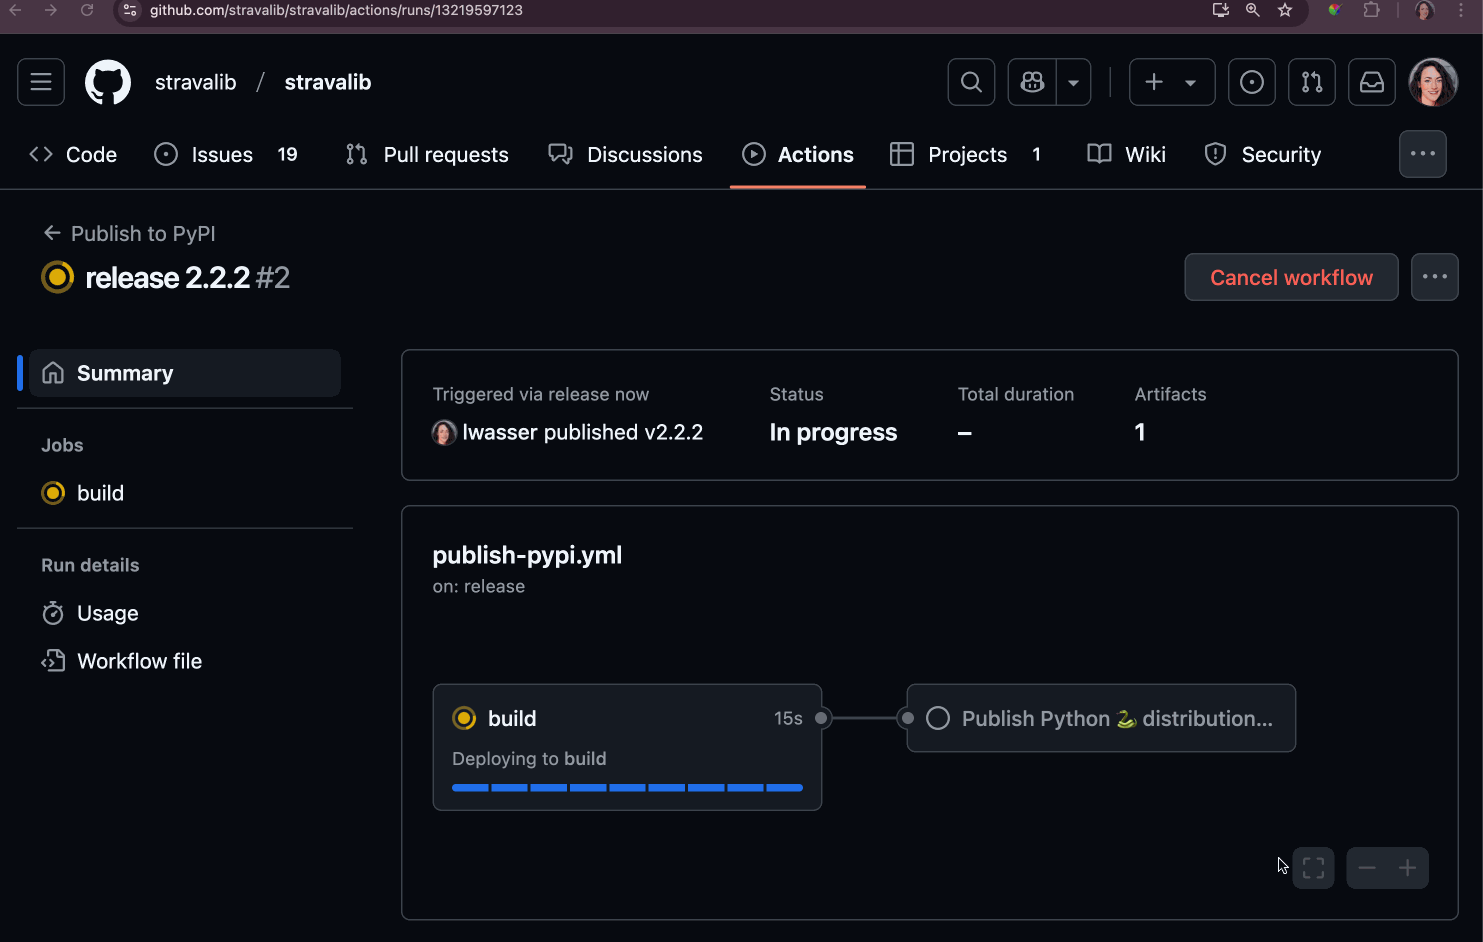 github.com/stravalib/stravalib/actions/runs/13219597123
stravalib / stravalib
Code
Issues 19
Pull requests
Discussions
Actions
Projects 1
Wiki
Security
← Publish to PyPI
release 2.2.2 #2
Cancel workflow
Summary
Jobs
build
Run details
Usage
Workflow file
Triggered via release now
lwasser published v2.2.2
Status
In progress
Total duration
–
Artifacts
1
publish-pypi.yml
on: release
build 15s
Deploying to build
Publish Python 🐍 distribution...